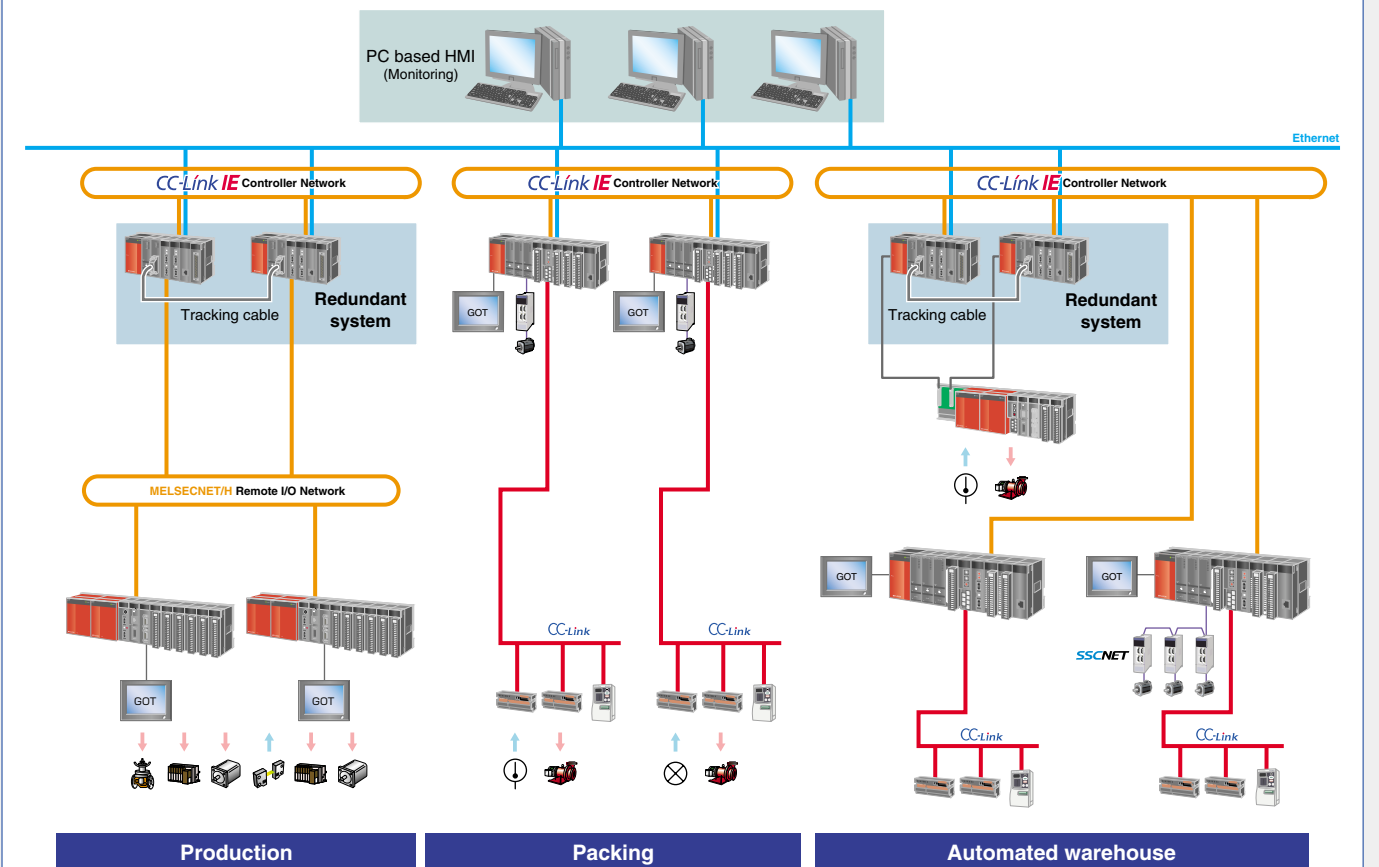 PC based HMI
(Monitoring)
Ethernet
CC-Link IE Controller Network
CC-Link IE Controller Network
CC-Link IE Controller Network
Redundant
system
Tracking cable
GOT
GOT
Redundant
system
Tracking cable
MELSECNET/H Remote I/O Network
GOT
GOT
SSCNET
CC-Link
CC-Link
GOT
GOT
CC-Link
CC-Link
Production
Packing
Automated warehouse